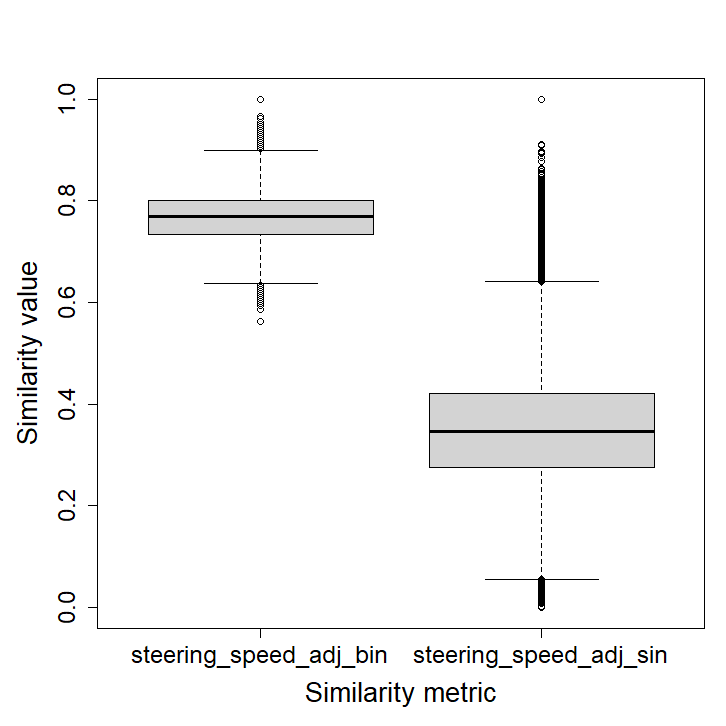 Similarity value
1.0
0.8
0.6
0.4
0.2
0.0
steering_speed_adj_bin
steering_speed_adj_sin
Similarity metric